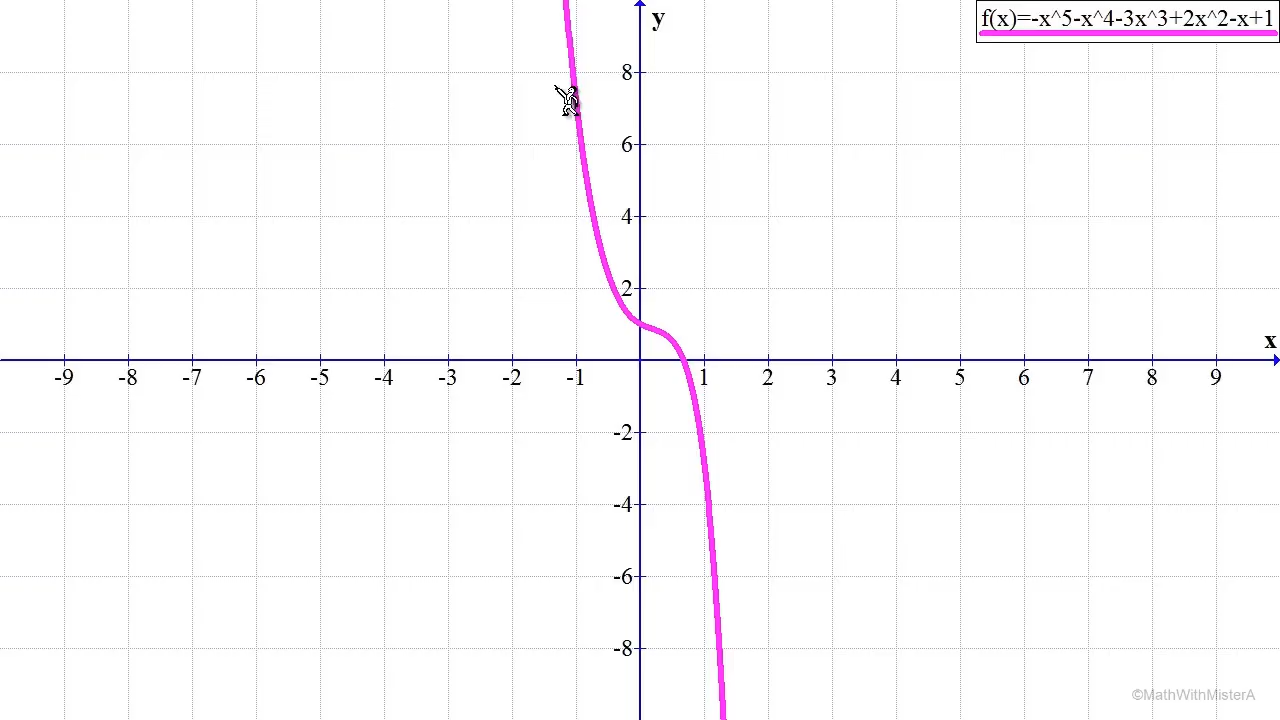 f(x)=-x^5-x^4-3x^3+2x^2-x+1
y
8
6
4
2
x
-9 -8 -7 -6 -5 -4 -3 -2 -1 1 2 3 4 5 6 7 8 9
-2
-4
-6
-8
©MathWithMisterA